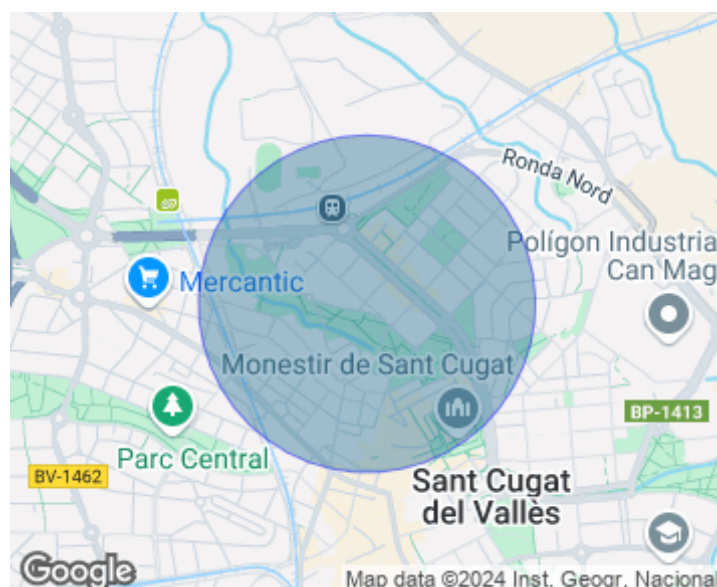 Ronda Nord
Polígon Industria
Can Mag
Mercantic
Monestir de Sant Cugat
BP-1413
Parc Central
BV-1462
Sant Cugat
del Vallès
Google
Map data ©2024 Inst. Geogr. Nacional